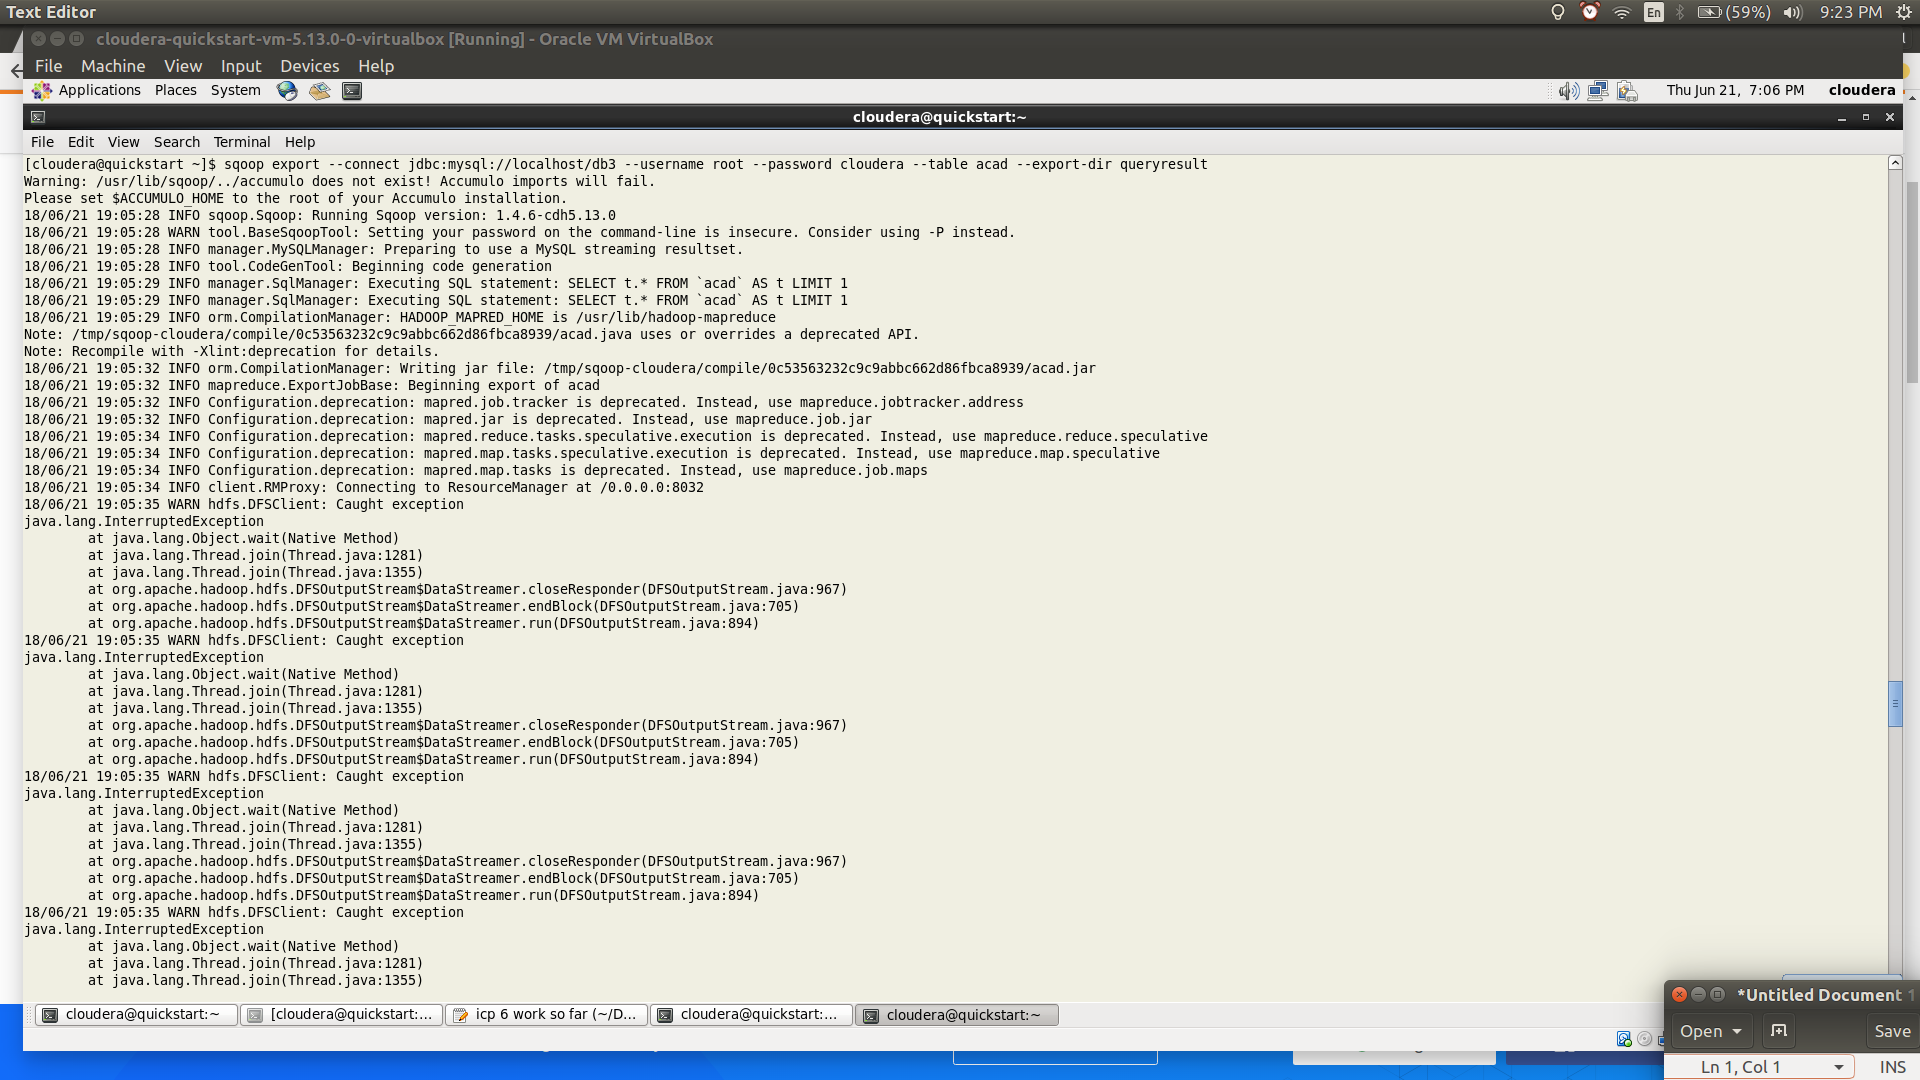 Text Editor
En
(59%)
9:23 PM
cloudera-quickstart-vm-5.13.0-0-virtualbox [Running] - Oracle VM VirtualBox
File Machine View Input Devices Help
Applications Places System
Thu Jun 21, 7:06 PM cloudera
cloudera@quickstart:~
File Edit View Search Terminal Help
[cloudera@quickstart ~]$ sqoop export --connect jdbc:mysql://localhost/db3 --username root --password cloudera --table acad --export-dir queryresult
Warning: /usr/lib/sqoop/../accumulo does not exist! Accumulo imports will fail.
Please set $ACCUMULO_HOME to the root of your Accumulo installation.
18/06/21 19:05:28 INFO sqoop.Sqoop: Running Sqoop version: 1.4.6-cdh5.13.0
18/06/21 19:05:28 WARN tool.BaseSqoopTool: Setting your password on the command-line is insecure. Consider using -P instead.
18/06/21 19:05:28 INFO manager.MySQLManager: Preparing to use a MySQL streaming resultset.
18/06/21 19:05:28 INFO tool.CodeGenTool: Beginning code generation
18/06/21 19:05:29 INFO manager.SqlManager: Executing SQL statement: SELECT t.* FROM `acad` AS t LIMIT 1
18/06/21 19:05:29 INFO manager.SqlManager: Executing SQL statement: SELECT t.* FROM `acad` AS t LIMIT 1
18/06/21 19:05:29 INFO orm.CompilationManager: HADOOP_MAPRED_HOME is /usr/lib/hadoop-mapreduce
Note: /tmp/sqoop-cloudera/compile/0c53563232c9c9abbc662d86fbca8939/acad.java uses or overrides a deprecated API.
Note: Recompile with -Xlint:deprecation for details.
18/06/21 19:05:32 INFO orm.CompilationManager: Writing jar file: /tmp/sqoop-cloudera/compile/0c53563232c9c9abbc662d86fbca8939/acad.jar
18/06/21 19:05:32 INFO mapreduce.ExportJobBase: Beginning export of acad
18/06/21 19:05:32 INFO Configuration.deprecation: mapred.job.tracker is deprecated. Instead, use mapreduce.jobtracker.address
18/06/21 19:05:32 INFO Configuration.deprecation: mapred.jar is deprecated. Instead, use mapreduce.job.jar
18/06/21 19:05:34 INFO Configuration.deprecation: mapred.reduce.tasks.speculative.execution is deprecated. Instead, use mapreduce.reduce.speculative
18/06/21 19:05:34 INFO Configuration.deprecation: mapred.map.tasks.speculative.execution is deprecated. Instead, use mapreduce.map.speculative
18/06/21 19:05:34 INFO Configuration.deprecation: mapred.map.tasks is deprecated. Instead, use mapreduce.job.maps
18/06/21 19:05:34 INFO client.RMProxy: Connecting to ResourceManager at /0.0.0.0:8032
18/06/21 19:05:35 WARN hdfs.DFSClient: Caught exception
java.lang.InterruptedException
at java.lang.Object.wait(Native Method)
at java.lang.Thread.join(Thread.java:1281)
at java.lang.Thread.join(Thread.java:1355)
at org.apache.hadoop.hdfs.DFSOutputStream$DataStreamer.closeResponder(DFSOutputStream.java:967)
at org.apache.hadoop.hdfs.DFSOutputStream$DataStreamer.endBlock(DFSOutputStream.java:705)
at org.apache.hadoop.hdfs.DFSOutputStream$DataStreamer.run(DFSOutputStream.java:894)
18/06/21 19:05:35 WARN hdfs.DFSClient: Caught exception
java.lang.InterruptedException
at java.lang.Object.wait(Native Method)
at java.lang.Thread.join(Thread.java:1281)
at java.lang.Thread.join(Thread.java:1355)
at org.apache.hadoop.hdfs.DFSOutputStream$DataStreamer.closeResponder(DFSOutputStream.java:967)
at org.apache.hadoop.hdfs.DFSOutputStream$DataStreamer.endBlock(DFSOutputStream.java:705)
at org.apache.hadoop.hdfs.DFSOutputStream$DataStreamer.run(DFSOutputStream.java:894)
18/06/21 19:05:35 WARN hdfs.DFSClient: Caught exception
java.lang.InterruptedException
at java.lang.Object.wait(Native Method)
at java.lang.Thread.join(Thread.java:1281)
at java.lang.Thread.join(Thread.java:1355)
at org.apache.hadoop.hdfs.DFSOutputStream$DataStreamer.closeResponder(DFSOutputStream.java:967)
at org.apache.hadoop.hdfs.DFSOutputStream$DataStreamer.endBlock(DFSOutputStream.java:705)
at org.apache.hadoop.hdfs.DFSOutputStream$DataStreamer.run(DFSOutputStream.java:894)
18/06/21 19:05:35 WARN hdfs.DFSClient: Caught exception
java.lang.InterruptedException
at java.lang.Object.wait(Native Method)
at java.lang.Thread.join(Thread.java:1281)
at java.lang.Thread.join(Thread.java:1355)
cloudera@quickstart:~
[cloudera@quickstart:...
icp 6 work so far (~/D...
cloudera@quickstart:...
cloudera@quickstart:~
*Untitled Document 1
Open
Save
Ln 1, Col 1
INS